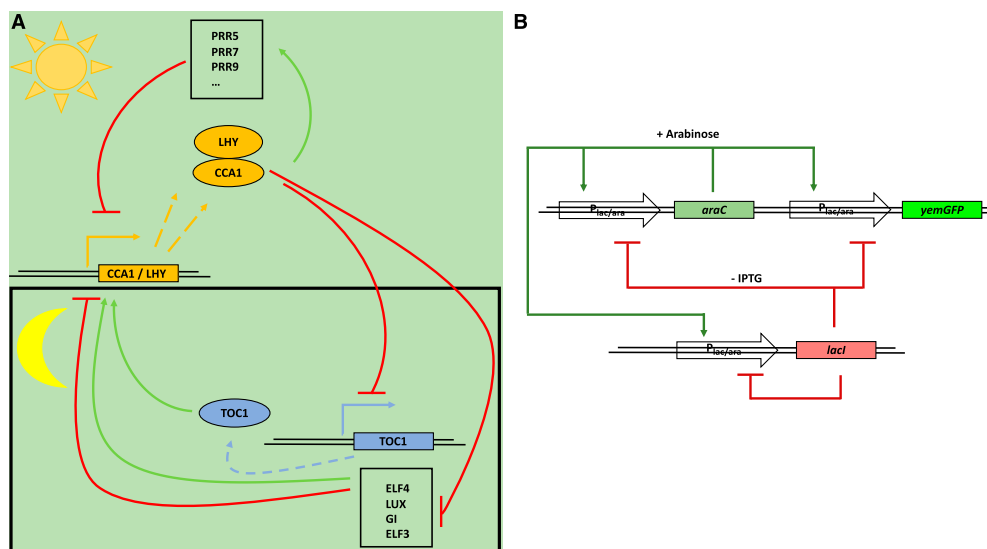 A
PRR5
PRR7
PRR9
...
LHY
CCA1
CCA1 / LHY
TOC1
TOC1
ELF4
LUX
GI
ELF3
B
+ Arabinose
Plac/ara
araC
Plac/ara
yemGFP
- IPTG
Plac/ara
lacI